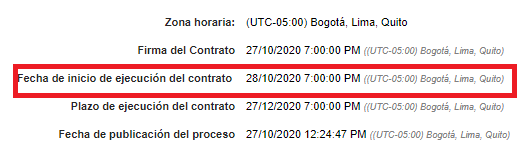 Zona horaria: (UTC-05:00) Bogotá, Lima, Quito
Firma del Contrato 27/10/2020 7:00:00 PM ((UTC-05:00) Bogotá, Lima, Quito)
Fecha de inicio de ejecución del contrato 28/10/2020 7:00:00 PM ((UTC-05:00) Bogotá, Lima, Quito)
Plazo de ejecución del contrato 27/12/2020 7:00:00 PM ((UTC-05:00) Bogotá, Lima, Quito)
Fecha de publicación del proceso 27/10/2020 12:24:47 PM ((UTC-05:00) Bogotá, Lima, Quito)